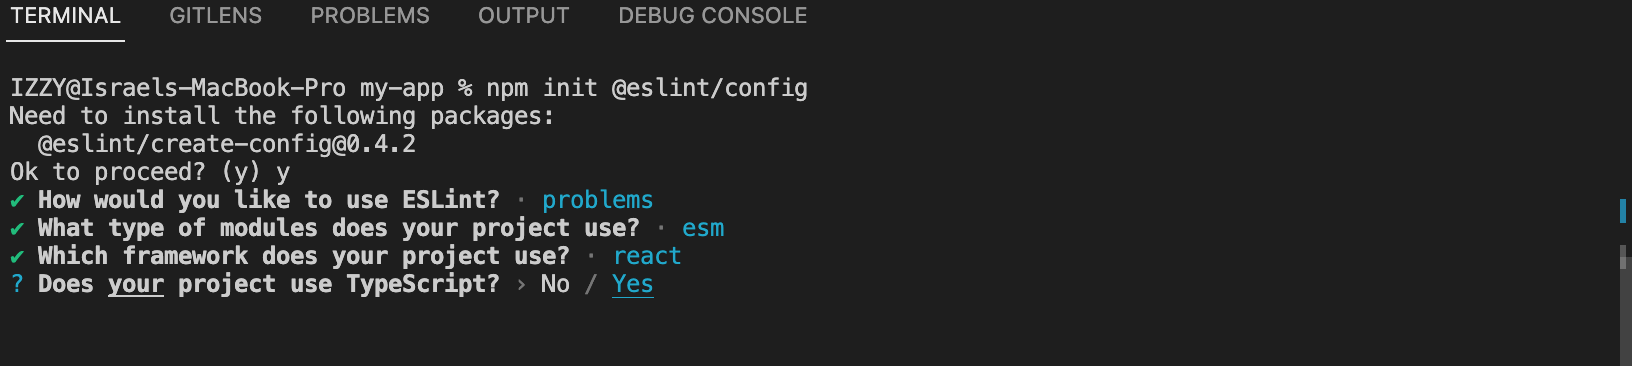 TERMINAL GITLENS PROBLEMS OUTPUT DEBUG CONSOLE
IZZY@Israels-MacBook-Pro my-app % npm init @eslint/config
Need to install the following packages:
  @eslint/create-config@0.4.2
Ok to proceed? (y) y
✔ How would you like to use ESLint? · problems
✔ What type of modules does your project use? · esm
✔ Which framework does your project use? · react
? Does your project use TypeScript? › No / Yes